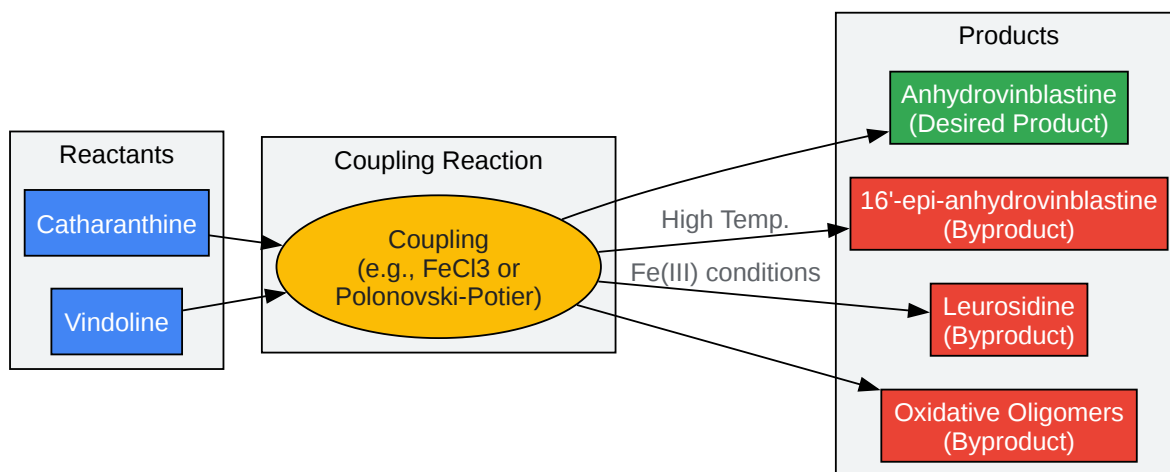 Reactants
Catharanthine
Vindoline
Coupling Reaction
Coupling
(e.g., FeCl3 or
Polonovski-Potier)
High Temp.
Fe(III) conditions
Products
Anhydrovinblastine
(Desired Product)
16'-epi-anhydrovinblastine
(Byproduct)
Leurosidine
(Byproduct)
Oxidative Oligomers
(Byproduct)